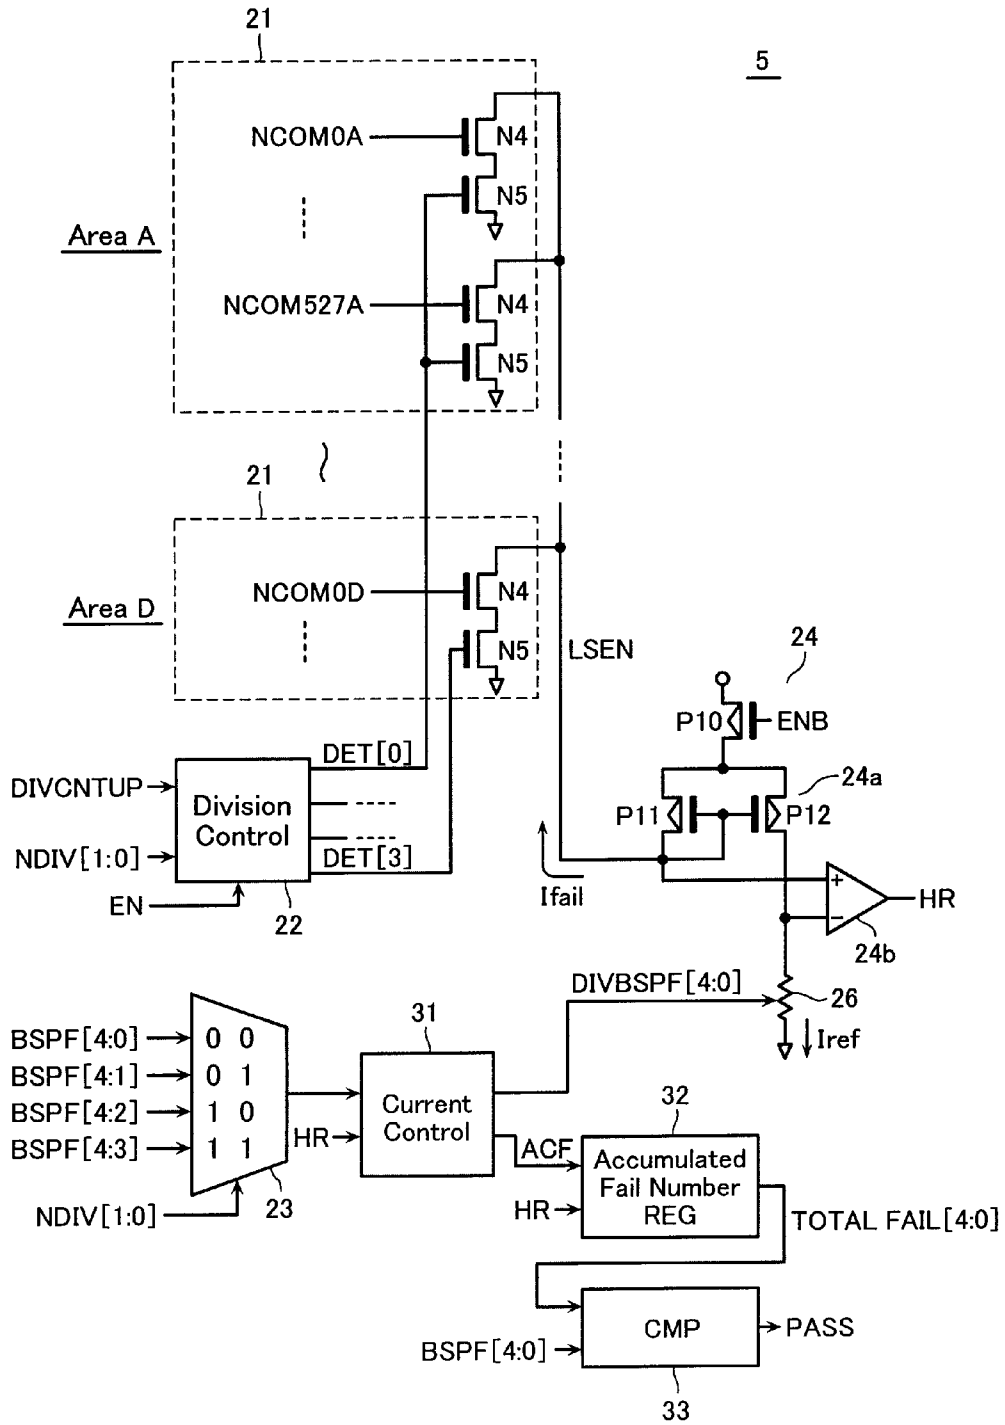 21
5
NCOM0A
N4
N5
Area A
NCOM527A
N4
N5
21
NCOM0D
N4
Area D
N5
LSEN
24
P10
ENB
DET[0]
DIVCNTUP
Division
Control
24a
P11
P12
NDIV[1:0]
DET[3]
EN
22
Ifail
HR
+
−
24b
DIVBSPF[4:0]
26
Iref
BSPF[4:0]
0 0
BSPF[4:1]
0 1
BSPF[4:2]
1 0
BSPF[4:3]
1 1
31
Current
Control
HR
NDIV[1:0]
23
ACF
32
Accumulated
Fail Number
REG
HR
TOTAL FAIL[4:0]
CMP
PASS
BSPF[4:0]
33